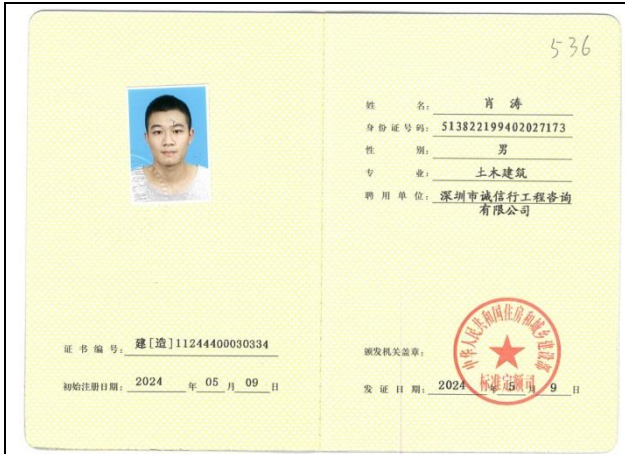 536
姓 名: 肖 涛
身份证号码: 513822199402027173
性 别: 男
专 业: 土木建筑
聘用单位: 深圳市诚信行工程咨询
有限公司
证书编号: 建[造]11244400030334
初始注册日期: 2024 年 05 月 09 日
中华人民共和国住房和城乡建设部
标准定额司
颁发机关盖章:
发证日期: 2024 年 5 月 9 日